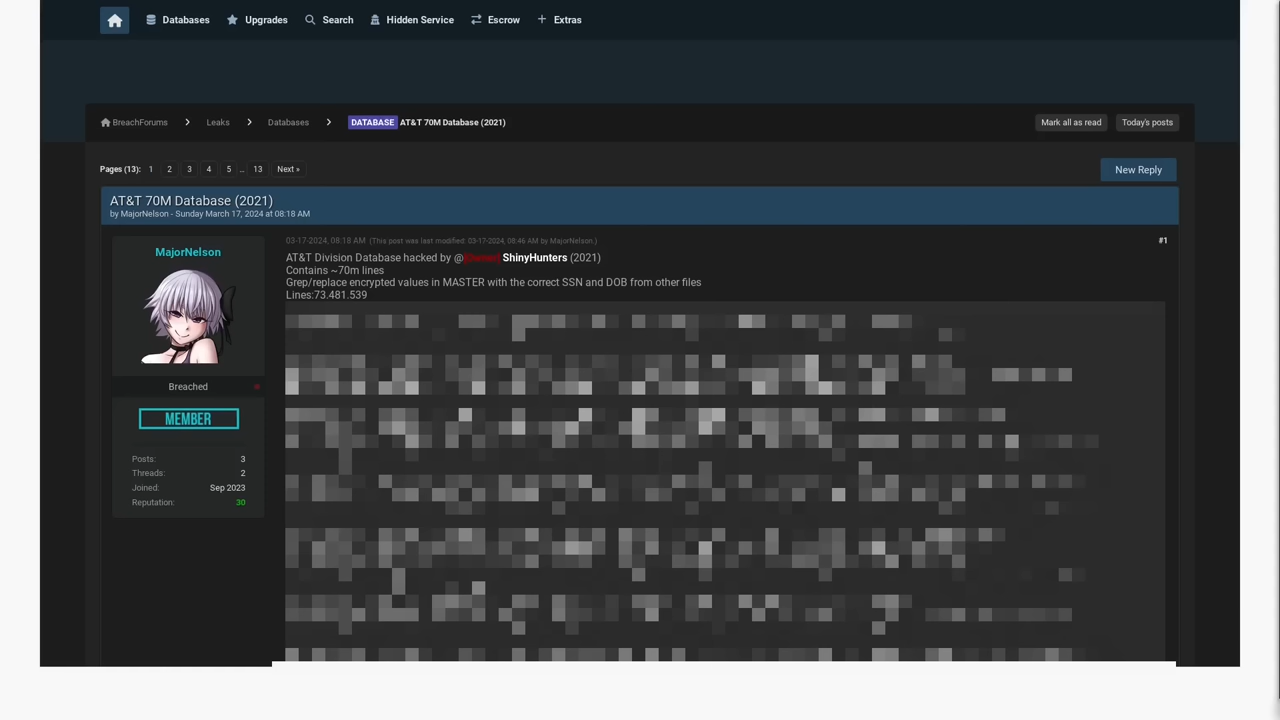 Databases Upgrades Search Hidden Service Escrow Extras
BreachForums Leaks Databases DATABASE AT&T 70M Database (2021) Mark all as read Today's posts
Pages (13): 1 2 3 4 5 .. 13 Next » New Reply
AT&T 70M Database (2021)
by MajorNelson - Sunday March 17, 2024 at 08:18 AM
MajorNelson
Breached
MEMBER
Posts: 3
Threads: 2
Joined: Sep 2023
Reputation: 30
03-17-2024, 08:18 AM (This post was last modified: 03-17-2024, 08:46 AM by MajorNelson.) #1
AT&T Division Database hacked by @ ShinyHunters (2021)
Contains ~70m lines
Grep/replace encrypted values in MASTER with the correct SSN and DOB from other files
Lines:73.481.539